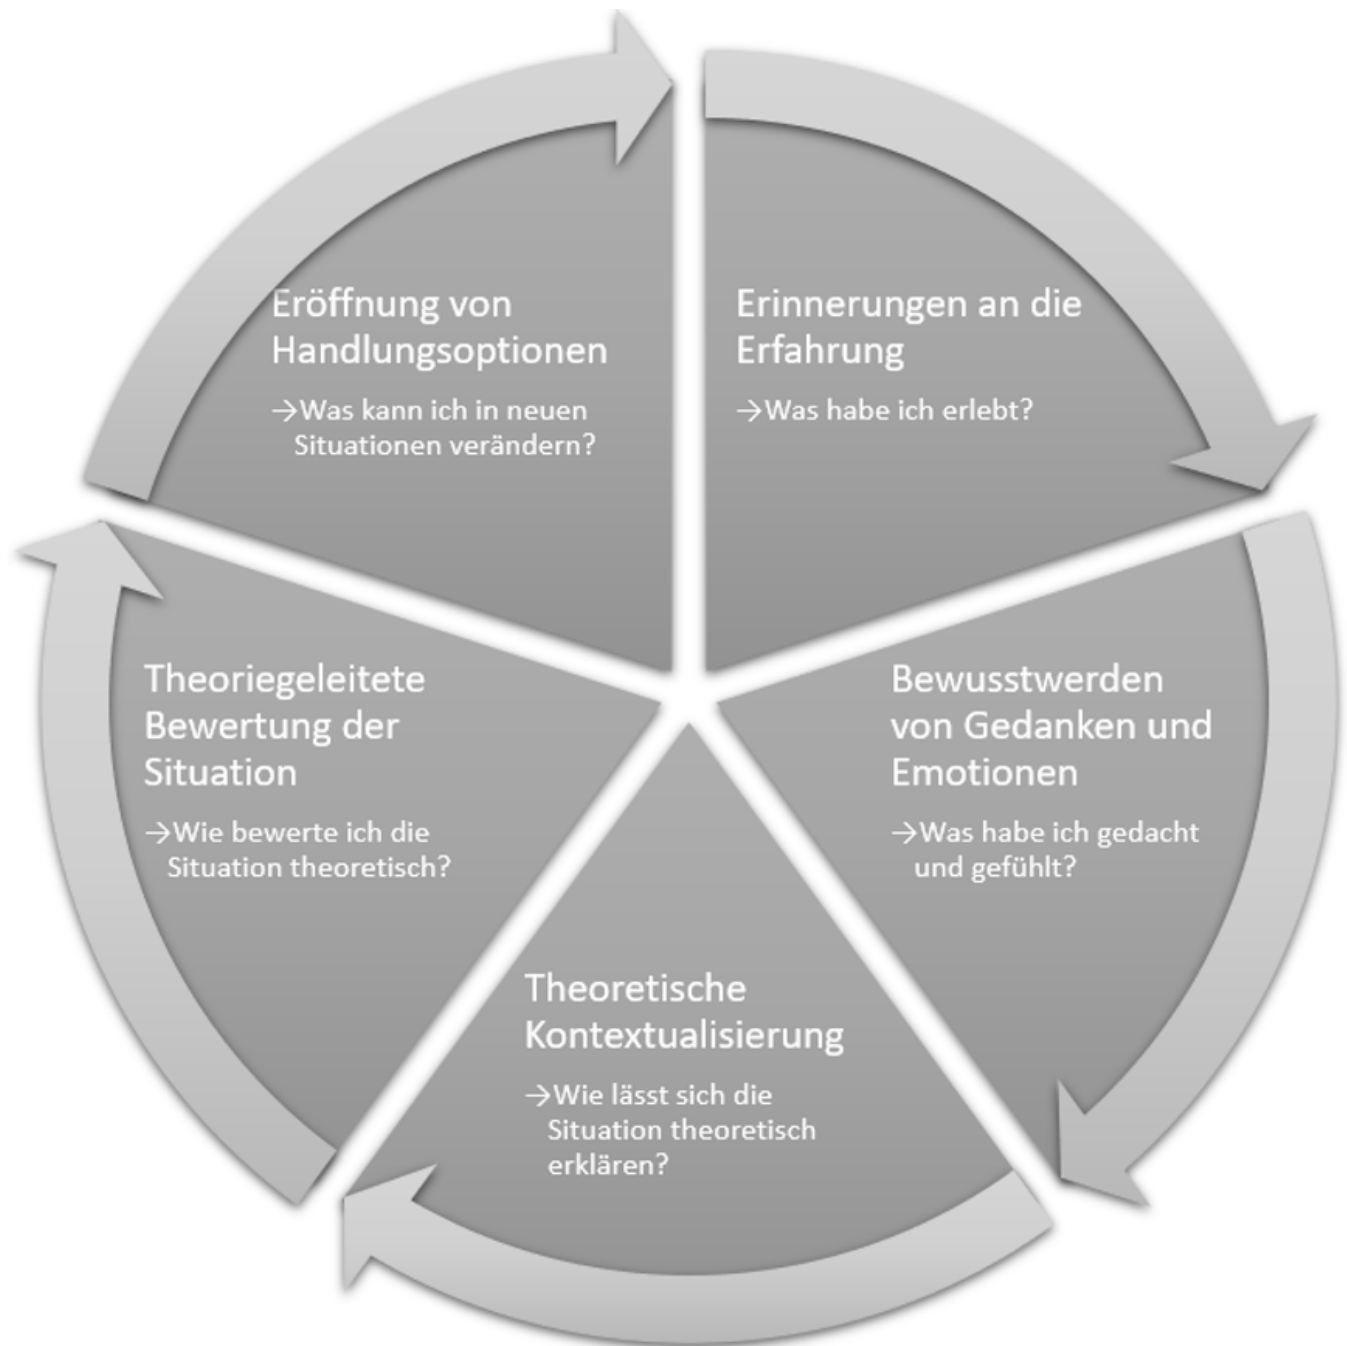 Eröffnung von
Handlungsoptionen
→Was kann ich in neuen
Situationen verändern?
Erinnerungen an die
Erfahrung
→Was habe ich erlebt?
Bewusstwerden
von Gedanken und
Emotionen
→Was habe ich gedacht
und gefühlt?
Theoretische
Kontextualisierung
→Wie lässt sich die
Situation theoretisch
erklären?
Theoriegeleitete
Bewertung der
Situation
→Wie bewerte ich die
Situation theoretisch?